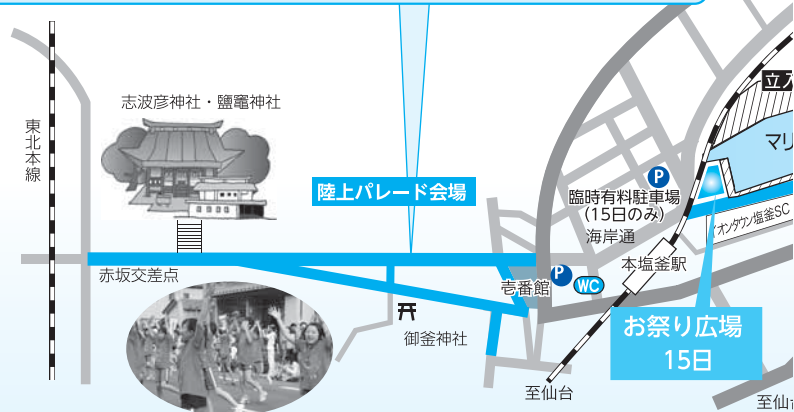 立入
志波彦神社・鹽竈神社
東北本線
マリ
P
陸上パレード会場
臨時有料駐車場
(15日のみ)
イオンタウン塩釜SC
海岸通
本塩釜駅
赤坂交差点
P
壱番館
WC
お祭り広場
15日
御釜神社
至仙台
至仙台